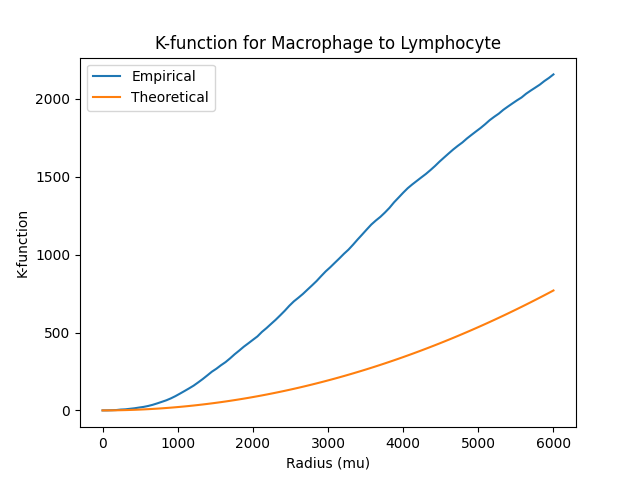 K-function for Macrophage to Lymphocyte
Empirical
Theoretical
K-function
2000
1500
1000
500
0
0 1000 2000 3000 4000 5000 6000
Radius (mu)